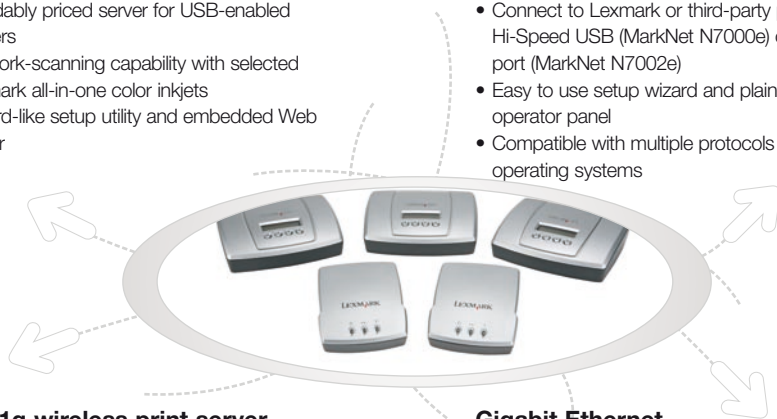 ably priced server for USB-enabled
ork-scanning capability with selected
ark all-in-one color inkjets
d-like setup utility and embedded Web
• Connect to Lexmark or third-party
Hi-Speed USB (MarkNet N7000e)
port (MarkNet N7002e)
• Easy to use setup wizard and plain
operator panel
• Compatible with multiple protocols
operating systems
LEXMARK
LEXMARK
1g wireless print server
Gigabit Ethernet